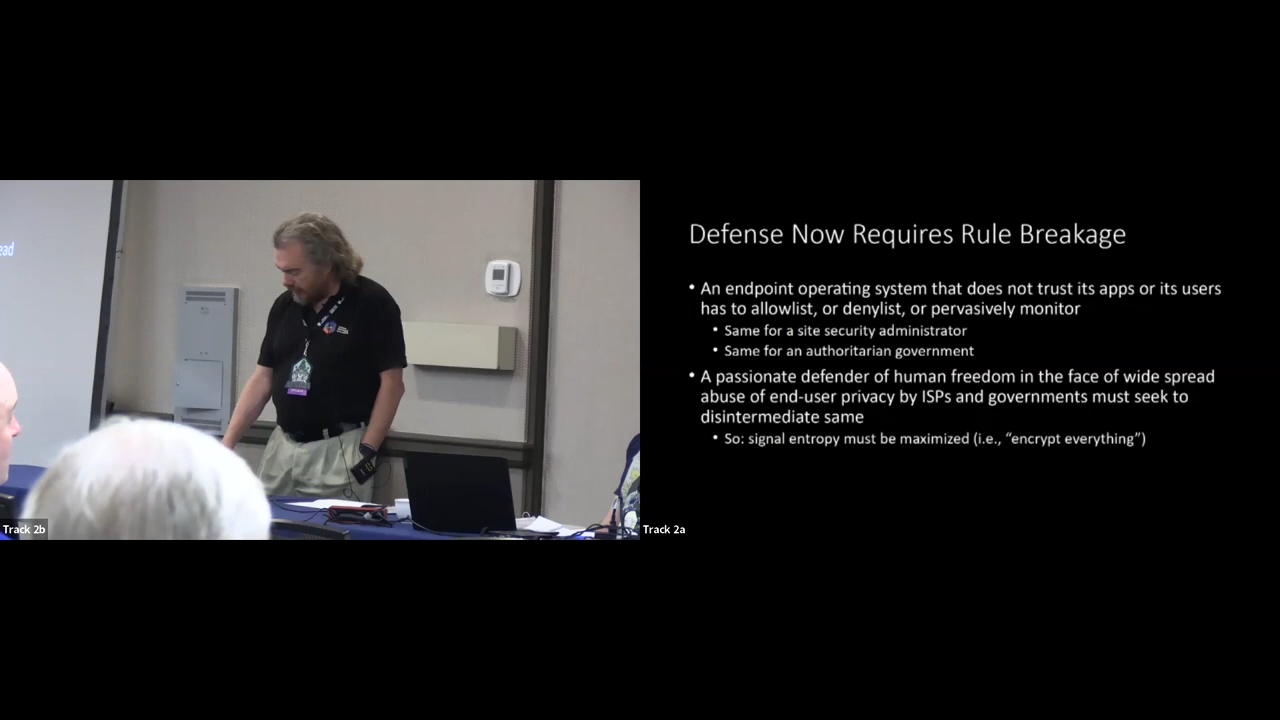 ead
Defense Now Requires Rule Breakage
• An endpoint operating system that does not trust its apps or its users
has to allowlist, or denylist, or pervasively monitor
• Same for a site security administrator
• Same for an authoritarian government
• A passionate defender of human freedom in the face of wide spread
abuse of end-user privacy by ISPs and governments must seek to
disintermediate same
• So: signal entropy must be maximized (i.e., “encrypt everything”)
Track 2b
Track 2a